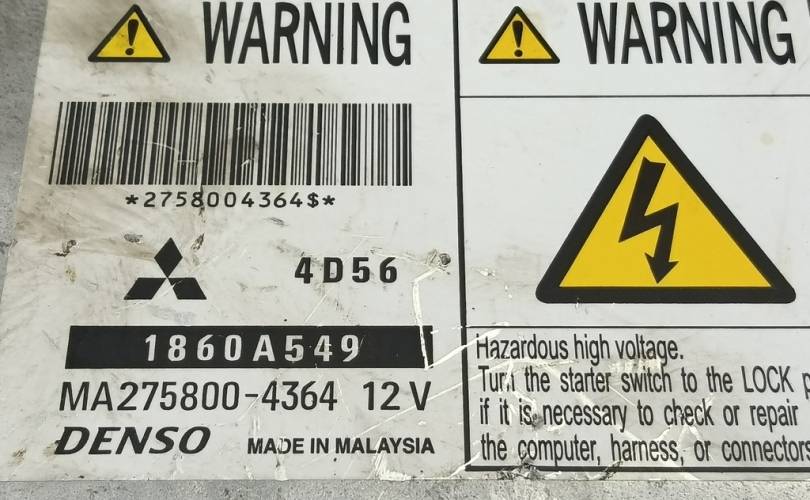 WARNING
*2758004364$*
4D56
1860A549
MA275800-4364 12V
DENSO MADE IN MALAYSIA
WARNING
Hazardous high voltage.
Turn the starter switch to the LOCK
if it is necessary to check or repair
the computer, harness, or connectors